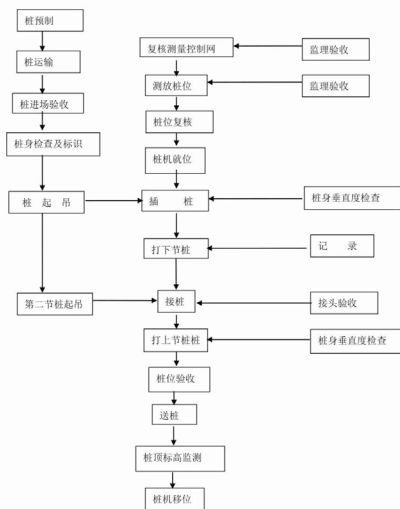 桩预制
桩运输
桩进场验收
桩身检查及标识
桩 起 吊
第二节桩起吊
复核测量控制网
测放桩位
桩位复核
桩机就位
插 桩
打下节桩
接桩
打上节桩桩
桩位验收
送桩
桩顶标高监测
桩机移位
监理验收
监理验收
桩身垂直度检查
记 录
接头验收
桩身垂直度检查